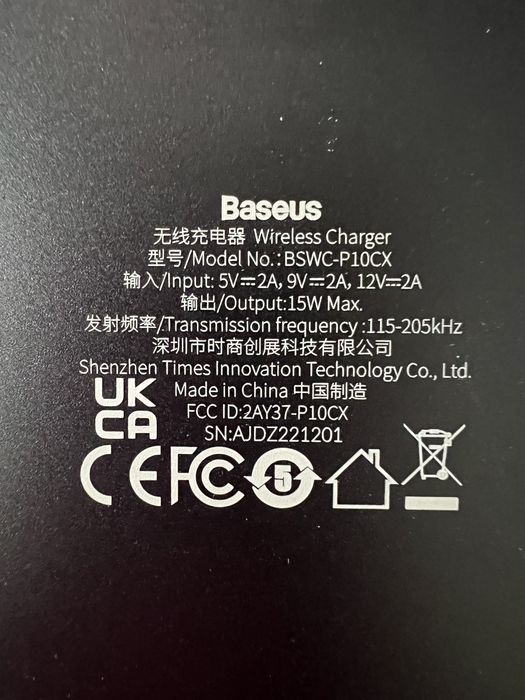 Baseus
无线充电器 Wireless Charger
型号/Model No.:BSWC-P10CX
输入/Input: 5V⎓2A, 9V⎓2A, 12V⎓2A
输出/Output:15W Max.
发射频率/Transmission frequency :115-205kHz
深圳市时商创展科技有限公司
Shenzhen Times Innovation Technology Co., Ltd.
Made in China 中国制造
UK
CA
FCC ID:2AY37-P10CX
SN:AJDZ221201
CE FC 5